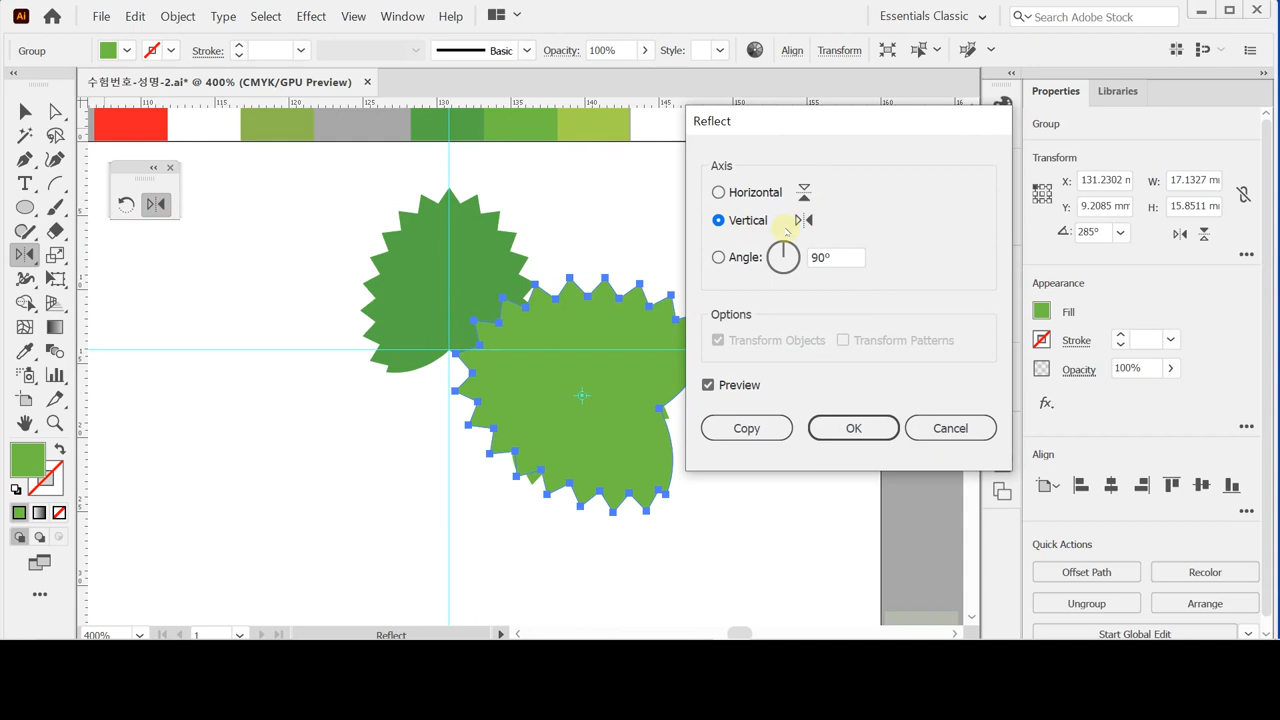 Ai File Edit Object Type Select Effect View Window Help Essentials Classic Search Adobe Stock
Group Stroke: Basic Opacity: 100% Style: Align Transform
수험번호-성명-2.ai* @ 400% (CMYK/GPU Preview)
Properties Libraries
110 115 120 125 130 135 140 145 150 155 160
Reflect
Group
Axis
Transform
Horizontal
X: 131.2302 W: 17.1327
Vertical
Y: 9.2085 mm H: 15.8511
285°
Angle: 90°
Appearance
Fill
Options
Stroke
Transform Objects Transform Patterns
Opacity 100%
fx
Preview
Copy OK Cancel
Align
Quick Actions
Offset Path Recolor
Ungroup Arrange
Start Global Edit
400% 1 Reflect